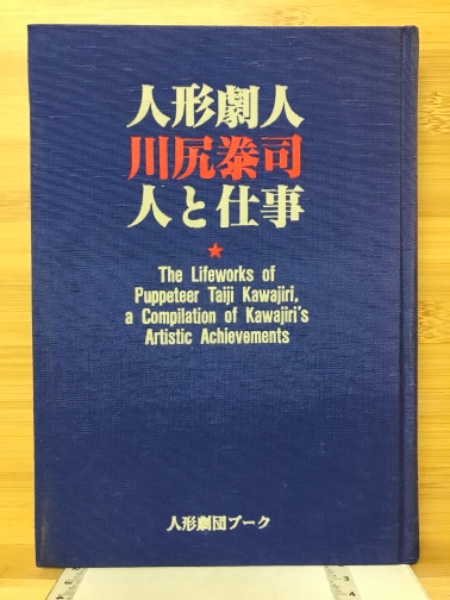 人形劇人
川尻泰司
人と仕事
★
The Lifeworks of
Puppeteer Taiji Kawajiri,
a Compilation of Kawajiri's
Artistic Achievements
人形劇団プーク